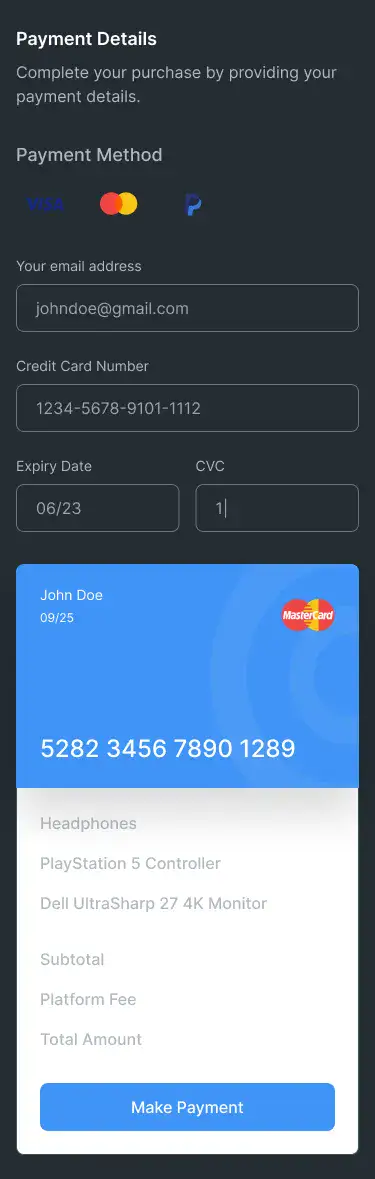 Payment Details
Complete your purchase by providing your
payment details.
Payment Method
VISA
Your email address
johndoe@gmail.com
Credit Card Number
1234-5678-9101-1112
Expiry Date CVC
06/23 1
John Doe
09/25
MasterCard
5282 3456 7890 1289
Headphones
PlayStation 5 Controller
Dell UltraSharp 27 4K Monitor
Subtotal
Platform Fee
Total Amount
Make Payment